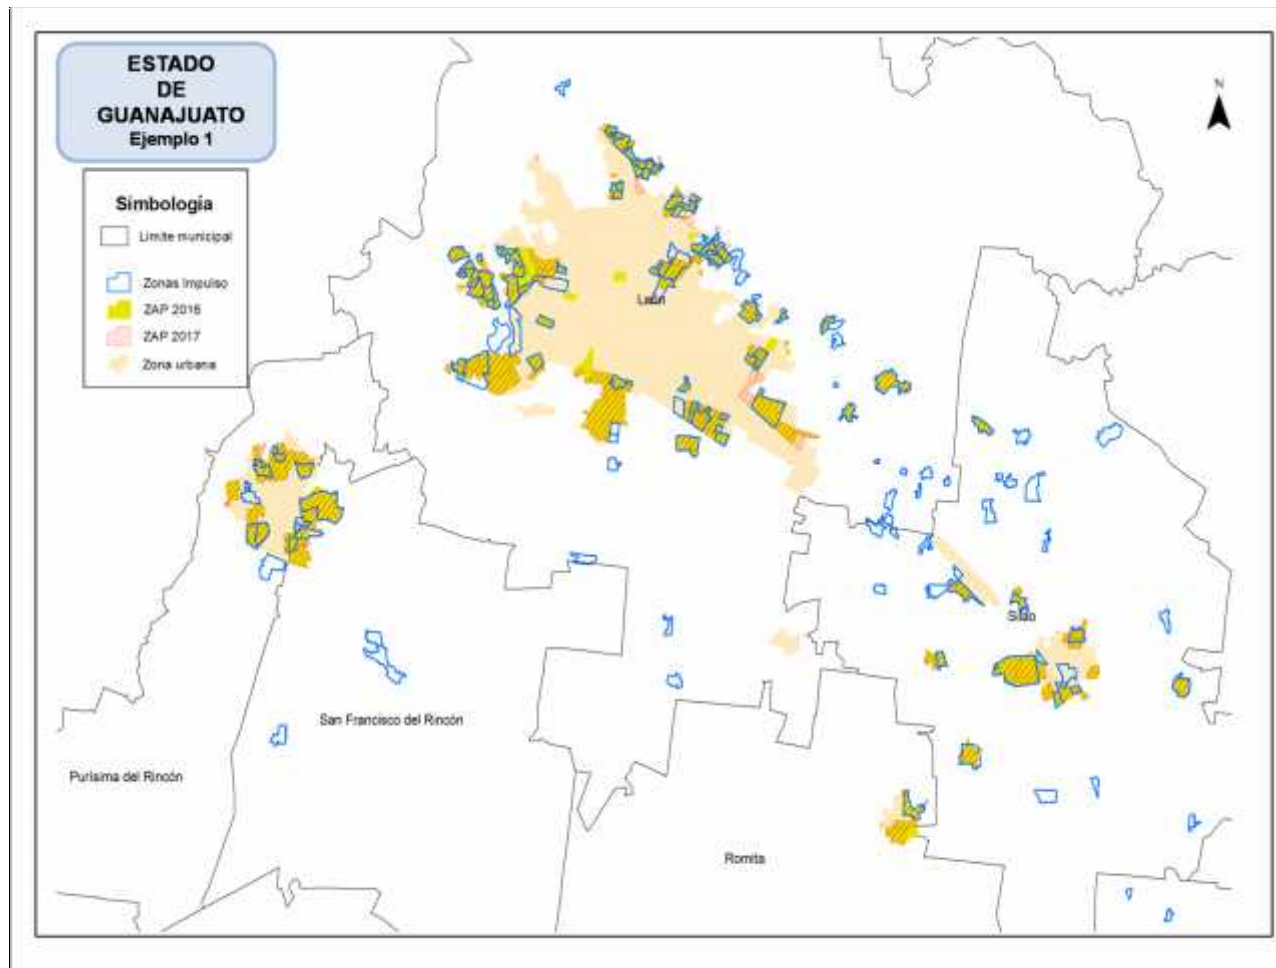 ESTADO
DE
GUANAJUATO
Ejemplo 1
N
Simbología
Límite municipal
Zonas Impulso
ZAP 2016
ZAP 2017
Zona urbana
León
Silao
San Francisco del Rincón
Purísima del Rincón
Romita